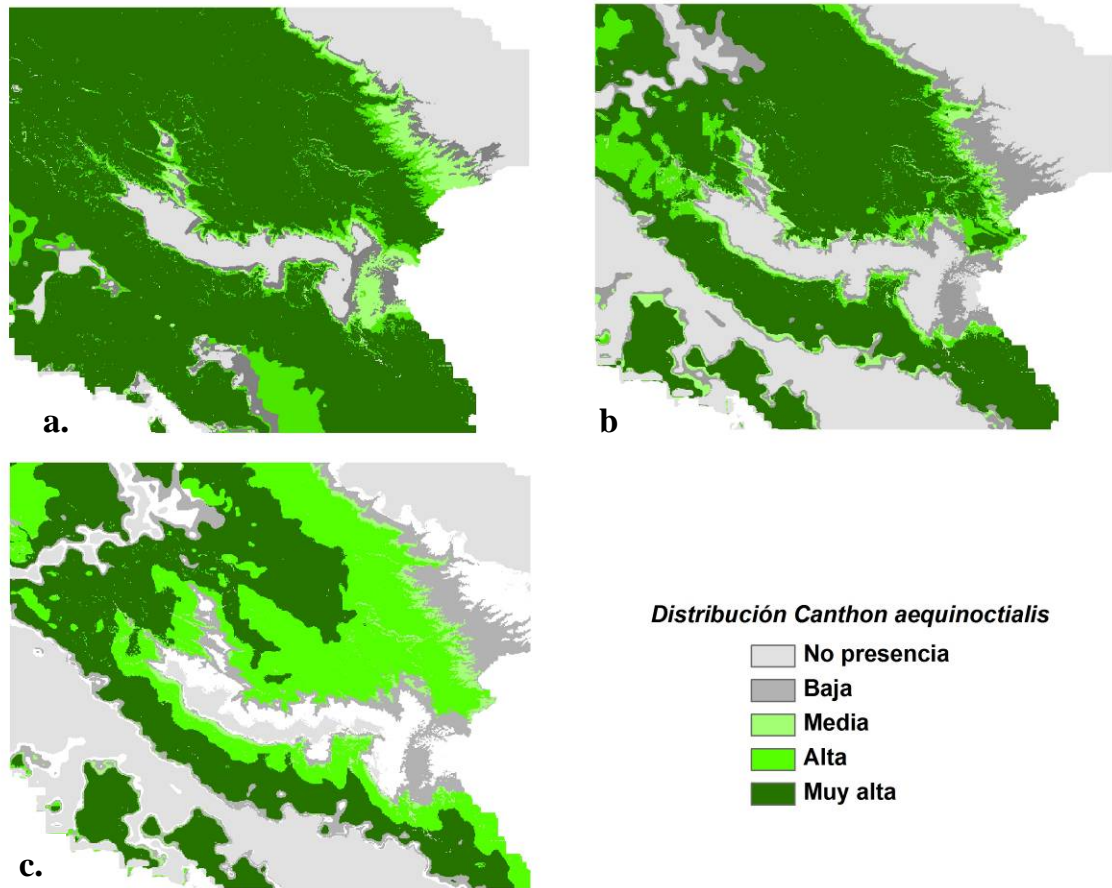 a.
b
c.
Distribución Canthon aequinoctialis
No presencia
Baja
Media
Alta
Muy alta